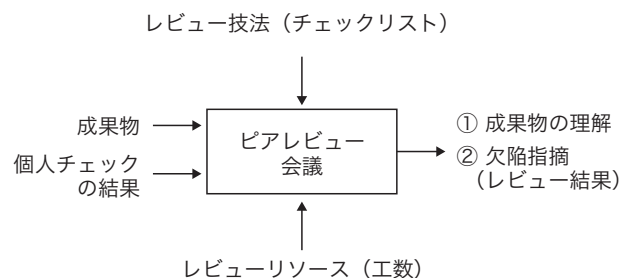 レビュー技法（チェックリスト）
成果物
個人チェック
の結果
ピアレビュー
会議
① 成果物の理解
② 欠陥指摘
（レビュー結果）
レビューリソース（工数）